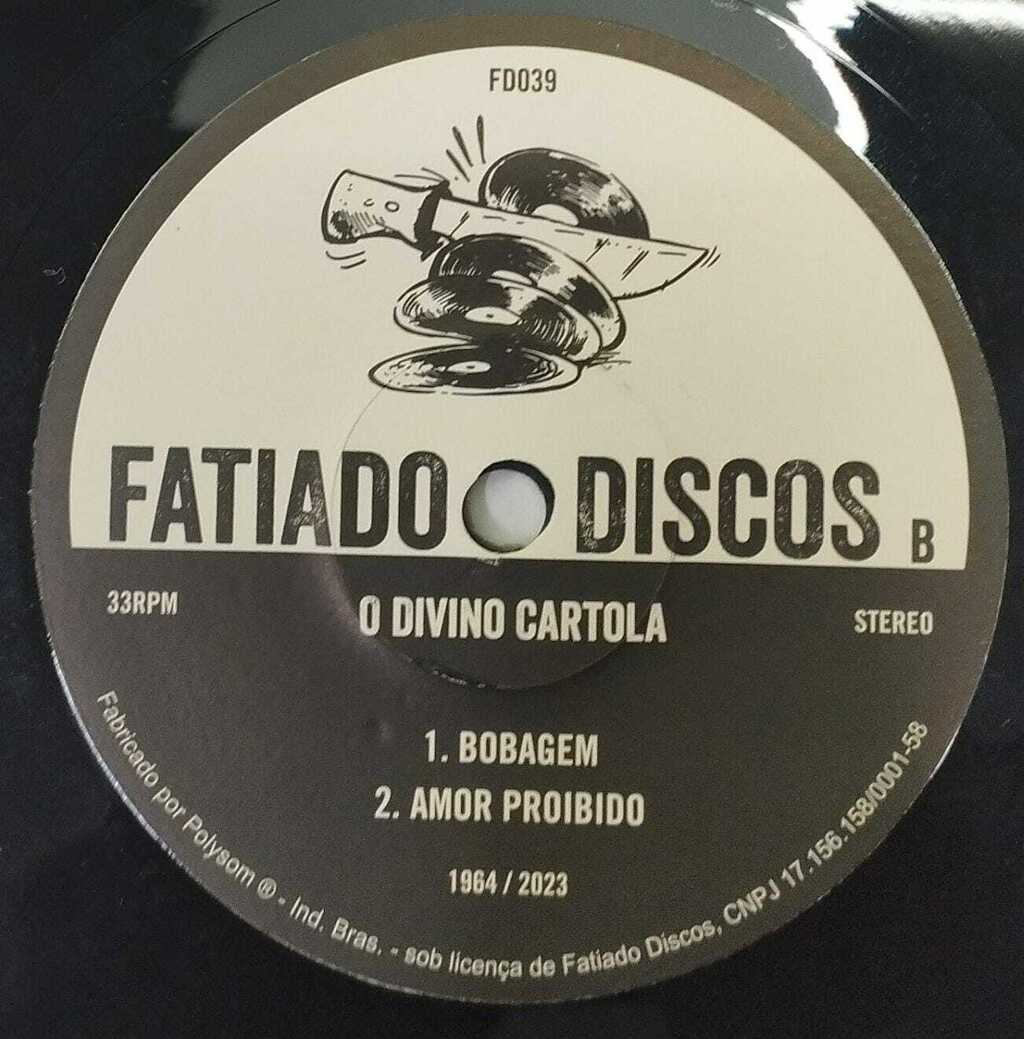 FD039
FATIADO DISCOS B
33RPM
O DIVINO CARTOLA
STEREO
1. BOBAGEM
2. AMOR PROIBIDO
1964 / 2023
Fabricado por Polysom ® - Ind. Bras. - sob licença de Fatiado Discos, CNPJ 17.156.158/0001-58